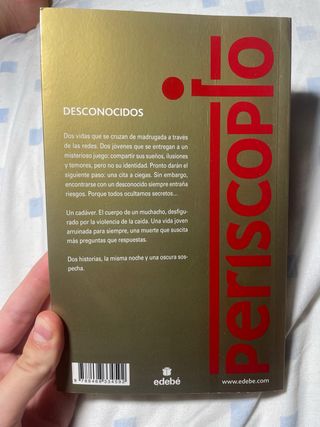 DESCONOCIDOS
Dos vidas que se cruzan de madrugada a través
de las redes. Dos jóvenes que se entregan a un
misterioso juego: compartir sus sueños, ilusiones
y temores, pero no su identidad. Pronto darán el
siguiente paso: una cita a ciegas. Sin embargo,
encontrarse con un desconocido siempre entraña
riesgos. Porque todos ocultamos secretos...
Un cadáver. El cuerpo de un muchacho, desfigu-
rado por la violencia de la caída. Una vida joven
arruinada para siempre, una muerte que suscita
más preguntas que respuestas.
Dos historias, la misma noche y una oscura sos-
pecha.
edebé
www.edebe.com
periscopio